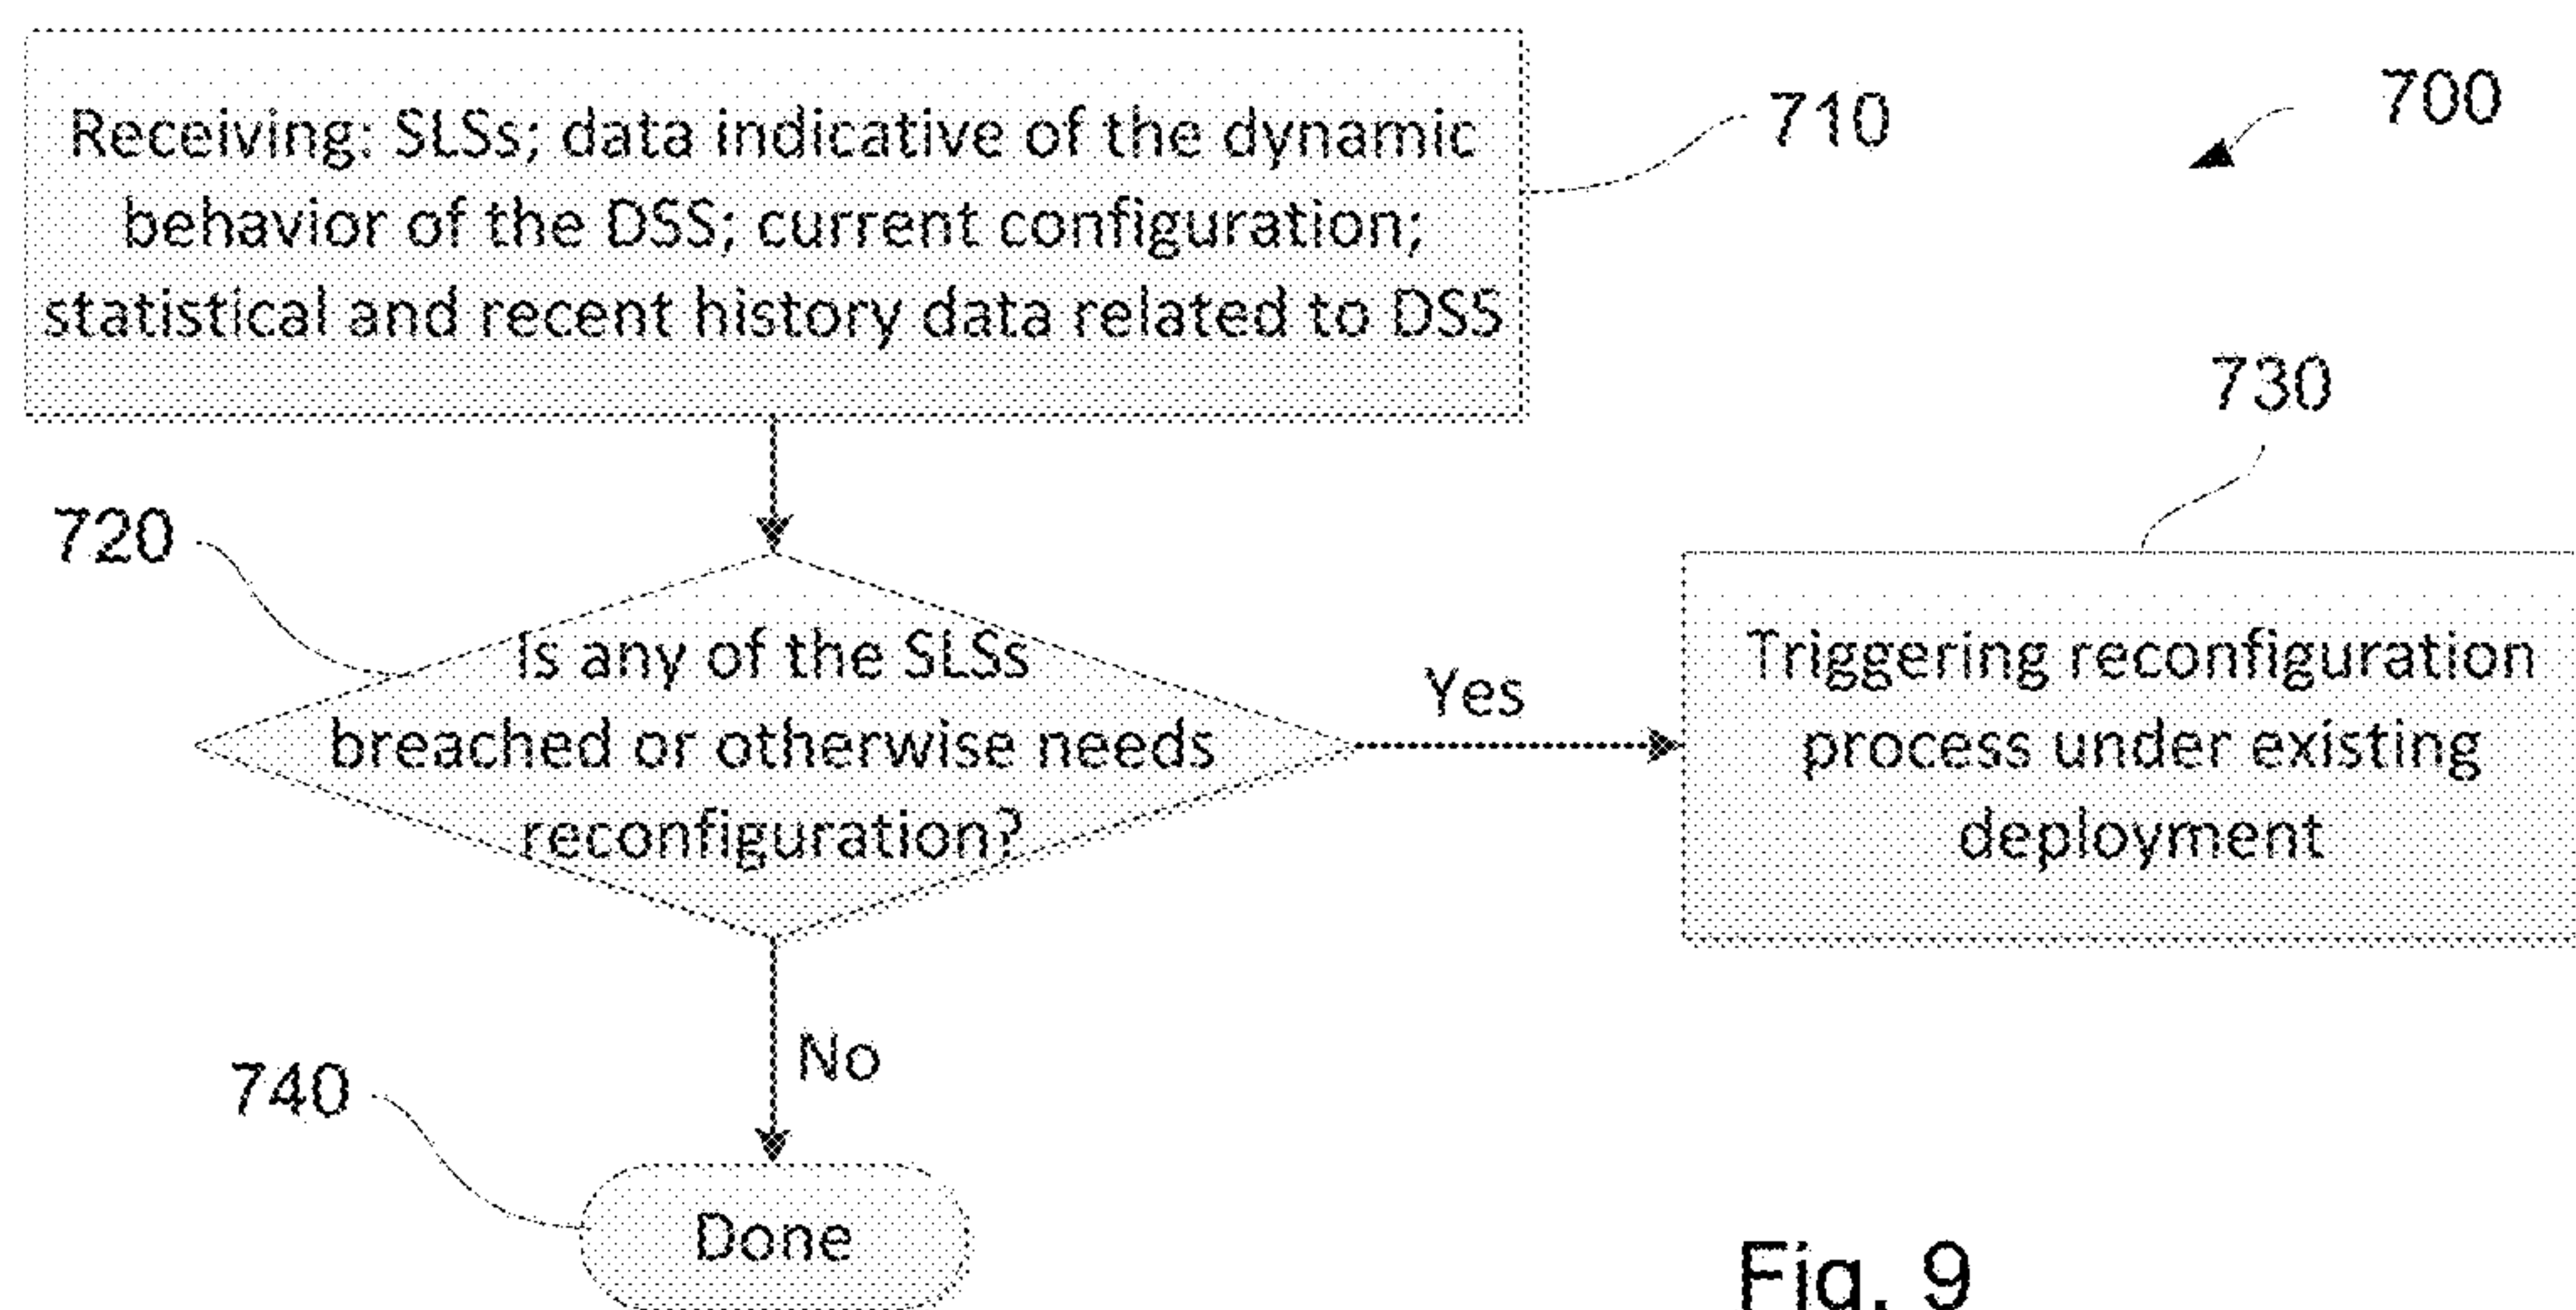 700
710
Receiving: SLSs; data indicative of the dynamic
behavior of the DSS; current configuration;
statistical and recent history data related to DSS
730
720
Is any of the SLSs
breached or otherwise needs
reconfiguration?
Yes
Triggering reconfiguration
process under existing
deployment
No
740
Done
Fig. 9